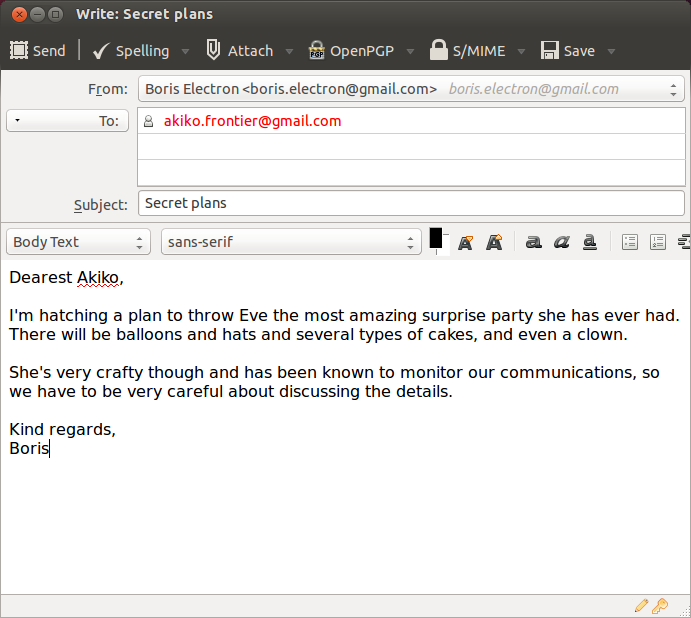 Write: Secret plans
Send Spelling Attach OpenPGP S/MIME Save
From: Boris Electron <boris.electron@gmail.com> boris.electron@gmail.com
To: akiko.frontier@gmail.com
Subject: Secret plans
Body Text sans-serif
Dearest Akiko,
I'm hatching a plan to throw Eve the most amazing surprise party she has ever had.
There will be balloons and hats and several types of cakes, and even a clown.
She's very crafty though and has been known to monitor our communications, so
we have to be very careful about discussing the details.
Kind regards,
Boris